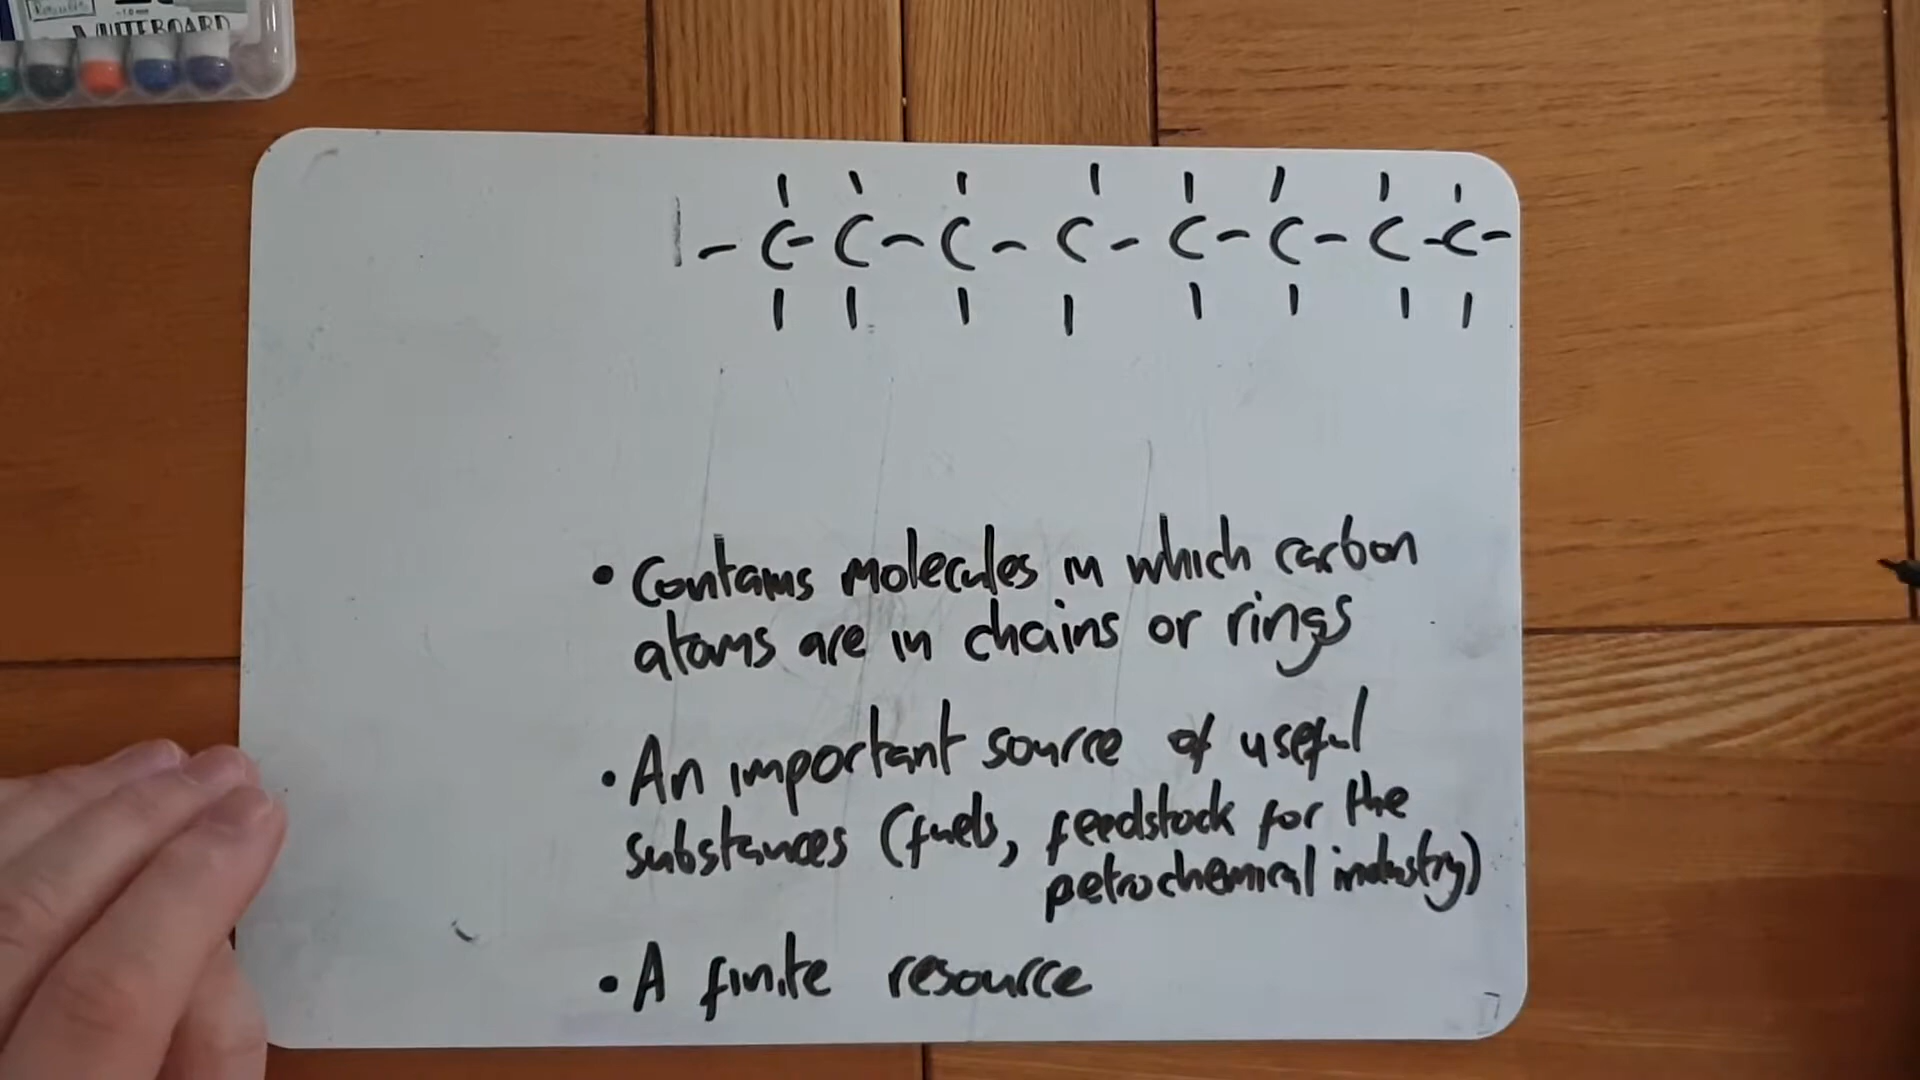 WHITEBOARD
- C - C - C - C - C - C - C - C -
• Contains molecules in which carbon
atoms are in chains or rings
• An important source of useful
substances (fuels, feedstock for the
petrochemical industry)
• A finite resource